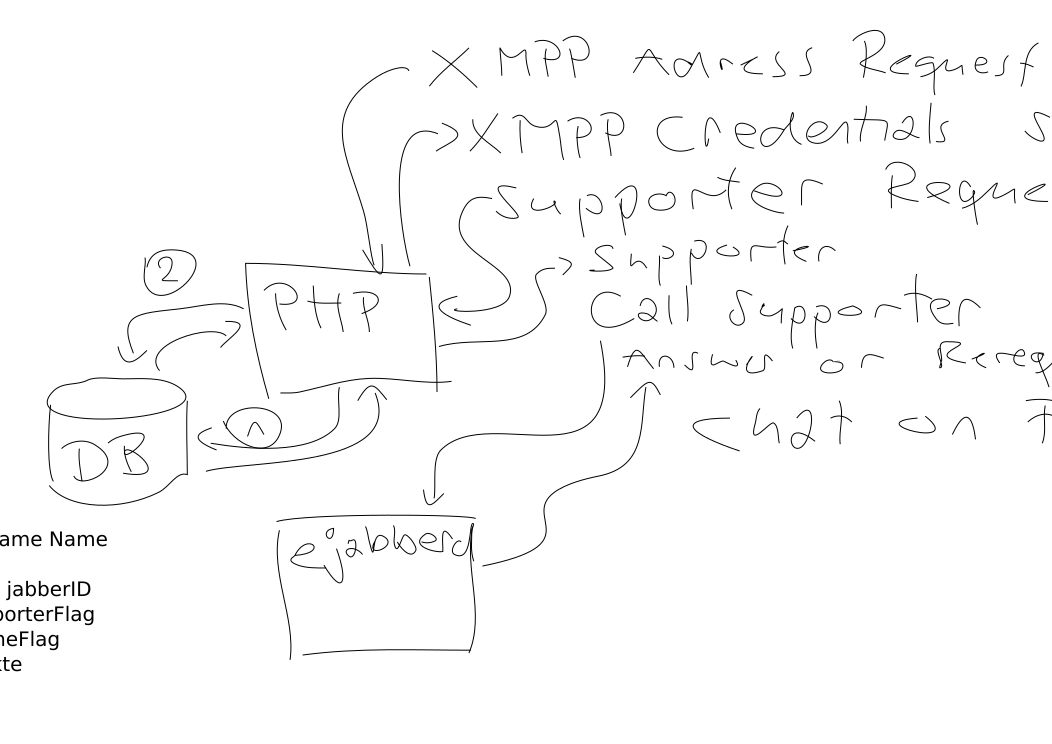 XMPP Adress Request
XMPP Credentials S
Supporter Reque
Supporter
Call Supporter
Answer or Rereq
Chat on
2
PHP
1
DB
ejabberd
ame Name
jabberID
porterFlag
neFlag
kte